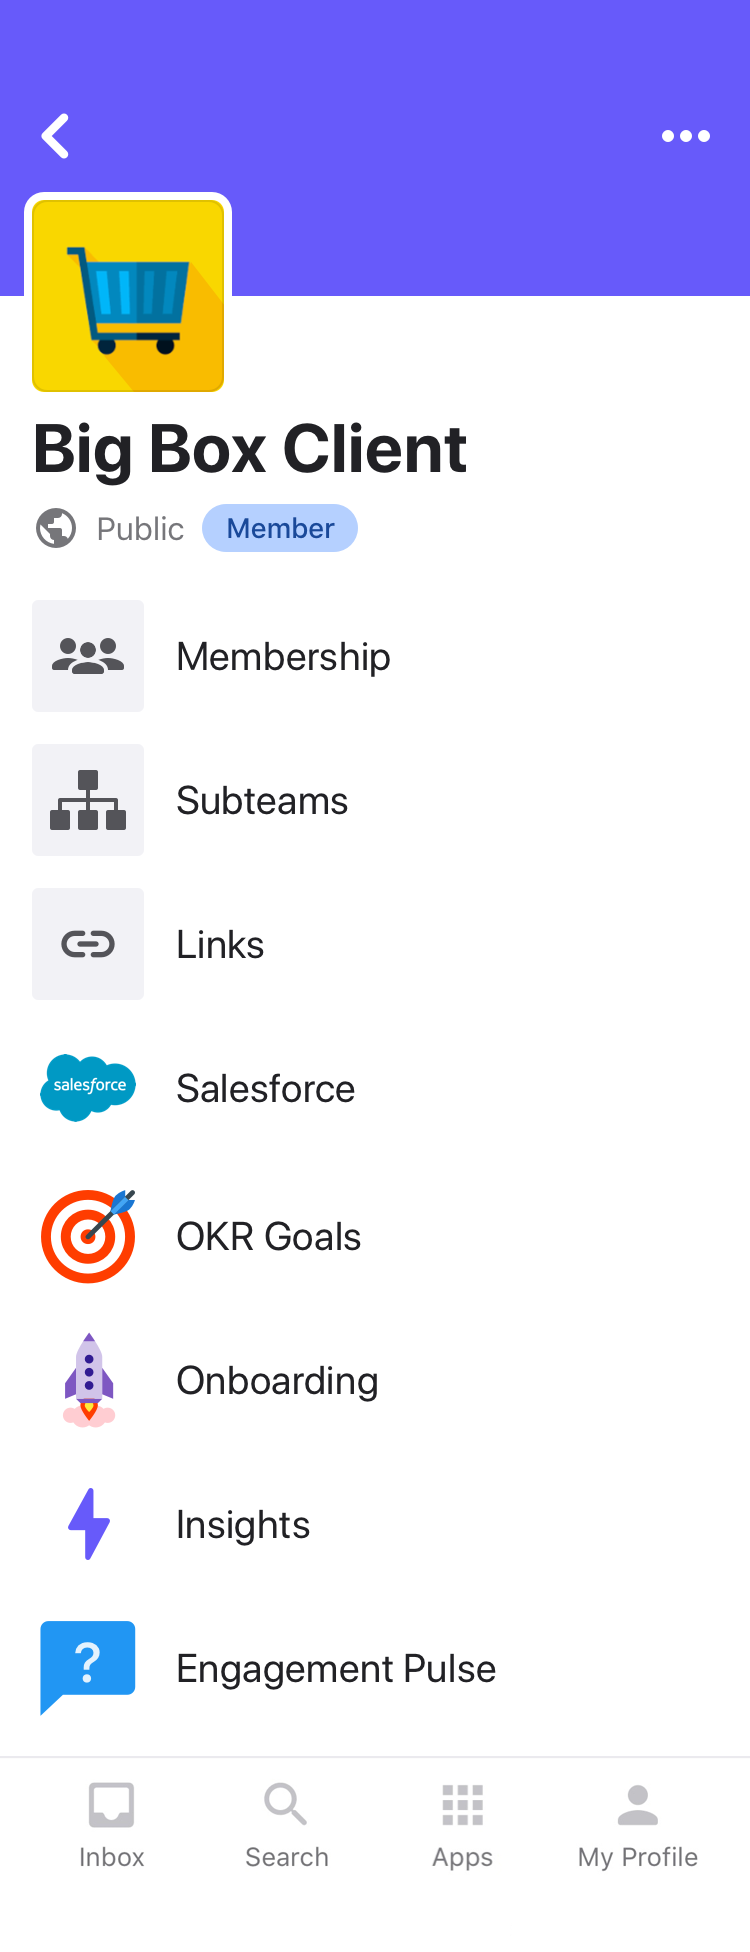 Big Box Client
Public
Member
Membership
Subteams
Links
salesforce
Salesforce
OKR Goals
Onboarding
Insights
?
Engagement Pulse
Inbox
Search
Apps
My Profile